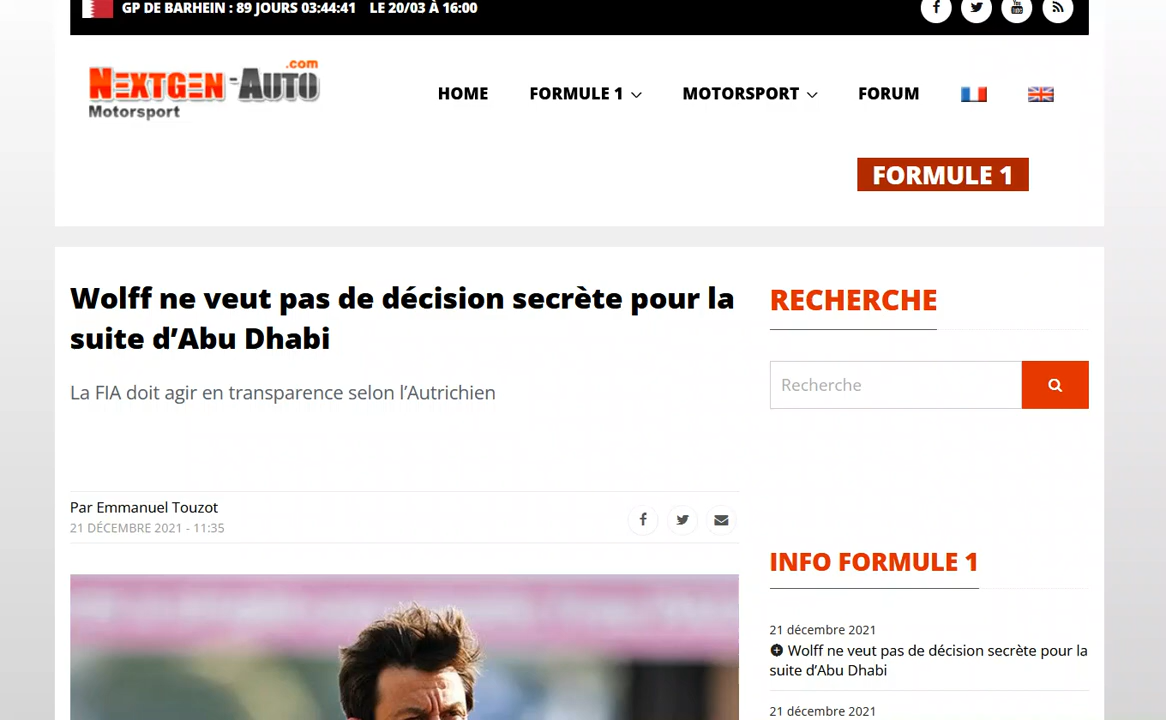 GP DE BARHEIN : 89 JOURS 03:44:41 LE 20/03 À 16:00
NEXTGEN-AUTO.com
Motorsport
HOME FORMULE 1 MOTORSPORT FORUM
FORMULE 1
Wolff ne veut pas de décision secrète pour la
suite d’Abu Dhabi
La FIA doit agir en transparence selon l’Autrichien
Par Emmanuel Touzot
21 DÉCEMBRE 2021 - 11:35
RECHERCHE
Recherche
INFO FORMULE 1
21 décembre 2021
Wolff ne veut pas de décision secrète pour la
suite d’Abu Dhabi
21 décembre 2021